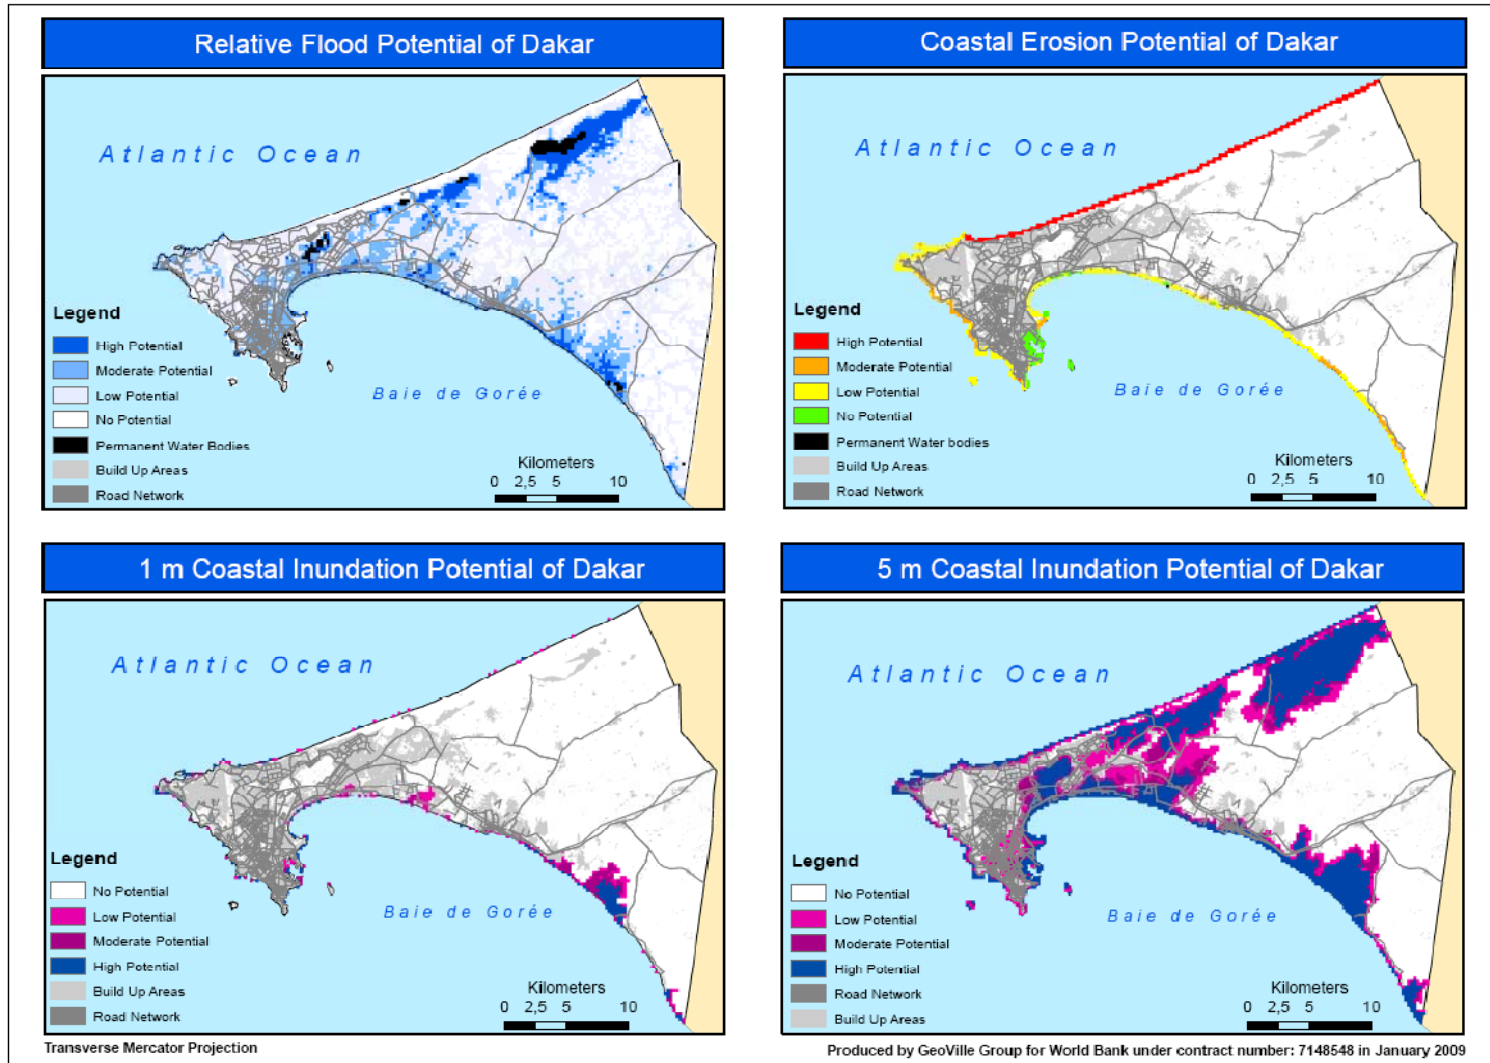 Relative Flood Potential of Dakar
Atlantic Ocean
Baie de Gorée
Legend
High Potential
Moderate Potential
Low Potential
No Potential
Permanent Water Bodies
Build Up Areas
Road Network
Kilometers
0 2,5 5 10
Coastal Erosion Potential of Dakar
Atlantic Ocean
Baie de Gorée
Legend
High Potential
Moderate Potential
Low Potential
No Potential
Permanent Water bodies
Build Up Areas
Road Network
Kilometers
0 2,5 5 10
1 m Coastal Inundation Potential of Dakar
Atlantic Ocean
Baie de Gorée
Legend
No Potential
Low Potential
Moderate Potential
High Potential
Build Up Areas
Road Network
Kilometers
0 2,5 5 10
5 m Coastal Inundation Potential of Dakar
Atlantic Ocean
Baie de Gorée
Legend
No Potential
Low Potential
Moderate Potential
High Potential
Road Network
Build Up Areas
Kilometers
0 2,5 5 10
Transverse Mercator Projection
Produced by GeoVille Group for World Bank under contract number: 7148548 in January 2009